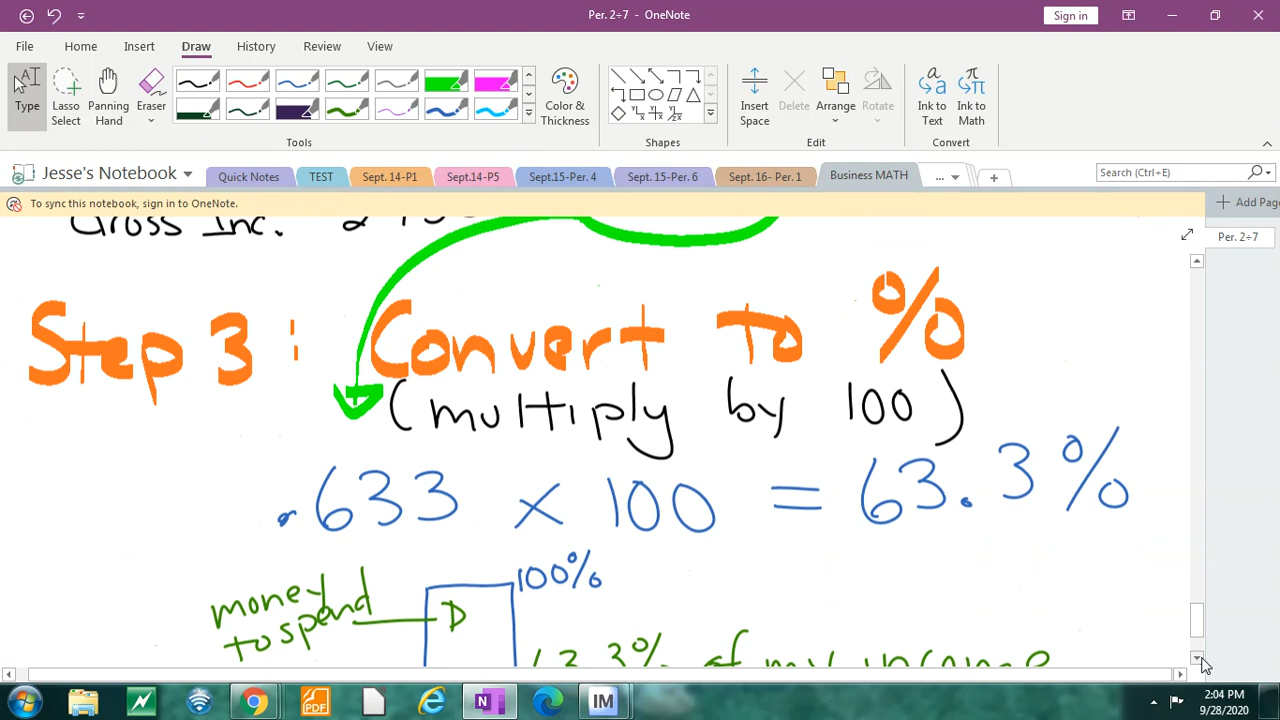 Per. 2÷7 - OneNote
Sign in
File Home Insert Draw History Review View
Type
Lasso Select
Panning Hand
Eraser
Color & Thickness
Insert Space
Delete
Arrange
Rotate
Ink to Text
Ink to Math
Tools
Shapes
Edit
Convert
Jesse's Notebook
Quick Notes
TEST
Sept. 14-P1
Sept.14-P5
Sept.15-Per. 4
Sept. 15-Per. 6
Sept. 16- Per. 1
Business MATH
...
Search (Ctrl+E)
To sync this notebook, sign in to OneNote.
Add Page
Per. 2÷7
Gross Inc.
Step 3: Convert to %
(multiply by 100)
.633 × 100 = 63.3%
100%
money
to spend
63.3% of my income
PDF
IM
2:04 PM
9/28/2020